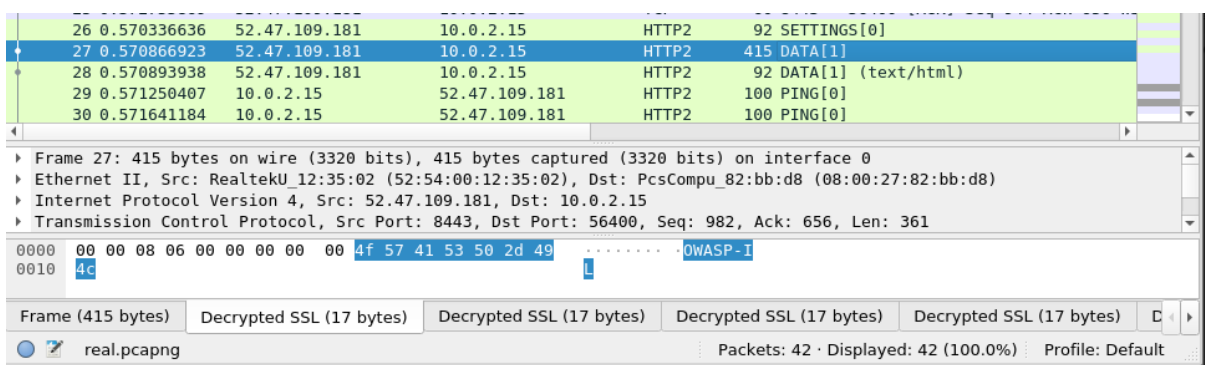 26 0.570336636 52.47.109.181 10.0.2.15 HTTP2 92 SETTINGS[0]
27 0.570866923 52.47.109.181 10.0.2.15 HTTP2 415 DATA[1]
28 0.570893938 52.47.109.181 10.0.2.15 HTTP2 92 DATA[1] (text/html)
29 0.571250407 10.0.2.15 52.47.109.181 HTTP2 100 PING[0]
30 0.571641184 10.0.2.15 52.47.109.181 HTTP2 100 PING[0]
Frame 27: 415 bytes on wire (3320 bits), 415 bytes captured (3320 bits) on interface 0
Ethernet II, Src: RealtekU_12:35:02 (52:54:00:12:35:02), Dst: PcsCompu_82:bb:d8 (08:00:27:82:bb:d8)
Internet Protocol Version 4, Src: 52.47.109.181, Dst: 10.0.2.15
Transmission Control Protocol, Src Port: 8443, Dst Port: 56400, Seq: 982, Ack: 656, Len: 361
0000 00 00 08 06 00 00 00 00 00 4f 57 41 53 50 2d 49 ········ ·OWASP-I
0010 4c L
Frame (415 bytes) Decrypted SSL (17 bytes) Decrypted SSL (17 bytes) Decrypted SSL (17 bytes) Decrypted SSL (17 bytes)
real.pcapng Packets: 42 · Displayed: 42 (100.0%) Profile: Default